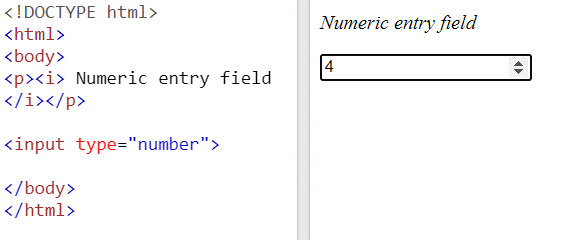 <!DOCTYPE html>
<html>
<body>
<p><i> Numeric entry field
</i></p>
<input type="number">
</body>
</html>
Numeric entry field
4